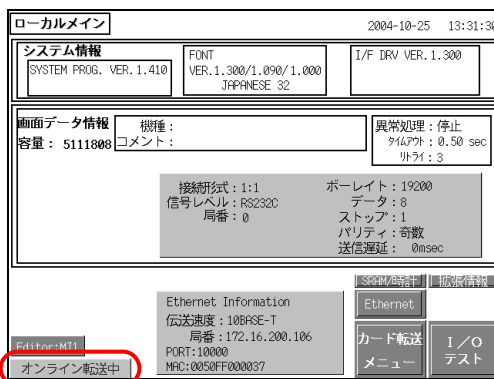 ローカルメイン
2004-10-25 13:31:30
システム情報
SYSTEM PROG. VER.1.410
FONT
VER.1.300/1.090/1.000
JAPANESE 32
I/F DRV VER.1.300
画面データ情報
容量: 5111808
機種:
コメント:
異常処理:停止
タイムアウト:0.50 sec
リトライ:3
接続形式:1:1
信号レベル:RS232C
局番:0
ボーレイト:19200
データ:8
ストップ:1
パリティ:奇数
送信遅延: 0msec
SRAM/時計
拡張情報
Ethernet Information
伝送速度:10BASE-T
局番:172.16.200.106
PORT:10000
MAC:0050FF000037
Ethernet
カード転送
メニュー
I/O
テスト
Editor:MT1
オンライン転送中